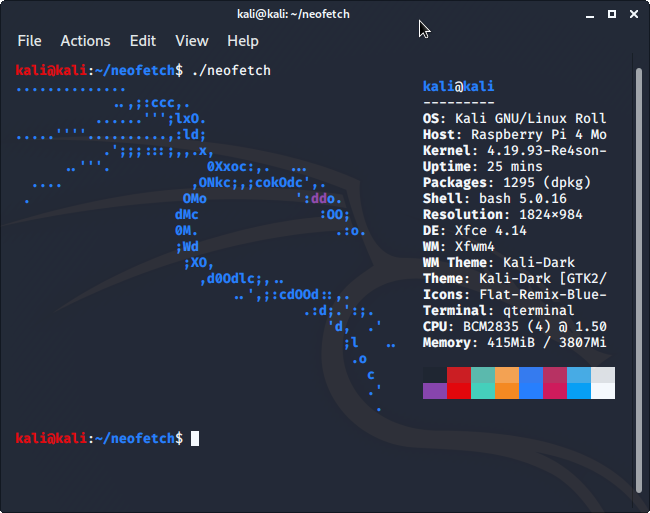 kali@kali: ~/neofetch
File Actions Edit View Help
kali@kali:~/neofetch$ ./neofetch
..............
            ..,;:ccc,.
          ......''';lxO.
.....''''..........,:ld;
           .';;;:::;,,.x,
      ..'''.            0Xxoc:,.  ...
  ....                ,ONkc;,;cokOdc',.
 .                   OMo           ':ddo.
                    dMc               :OO;
                    0M.                 .:o.
                    ;Wd
                     ;XO,
                       ,d0Odlc;,..
                           ..',;:cdOOd::,.
                                    .:d;.':;.
                                       'd,  .'
                                         ;l   ..
                                          .o
                                            c
                                            .'
                                             .
kali@kali
---------
OS: Kali GNU/Linux Roll
Host: Raspberry Pi 4 Mo
Kernel: 4.19.93-Re4son-
Uptime: 25 mins
Packages: 1295 (dpkg)
Shell: bash 5.0.16
Resolution: 1824×984
DE: Xfce 4.14
WM: Xfwm4
WM Theme: Kali-Dark
Theme: Kali-Dark [GTK2/
Icons: Flat-Remix-Blue-
Terminal: qterminal
CPU: BCM2835 (4) @ 1.50
Memory: 415MiB / 3807Mi
kali@kali:~/neofetch$